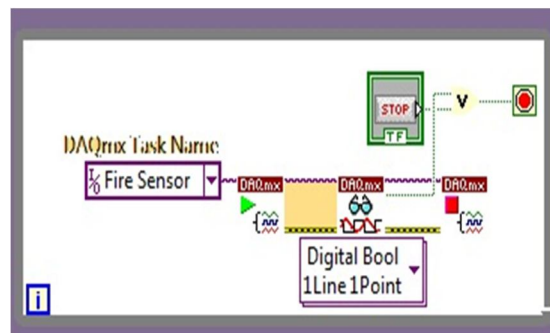 STOP
TF
V
DAQmx Task Name
I/O Fire Sensor
DAQmx DAQmx DAQmx
Digital Bool
1Line 1Point
i